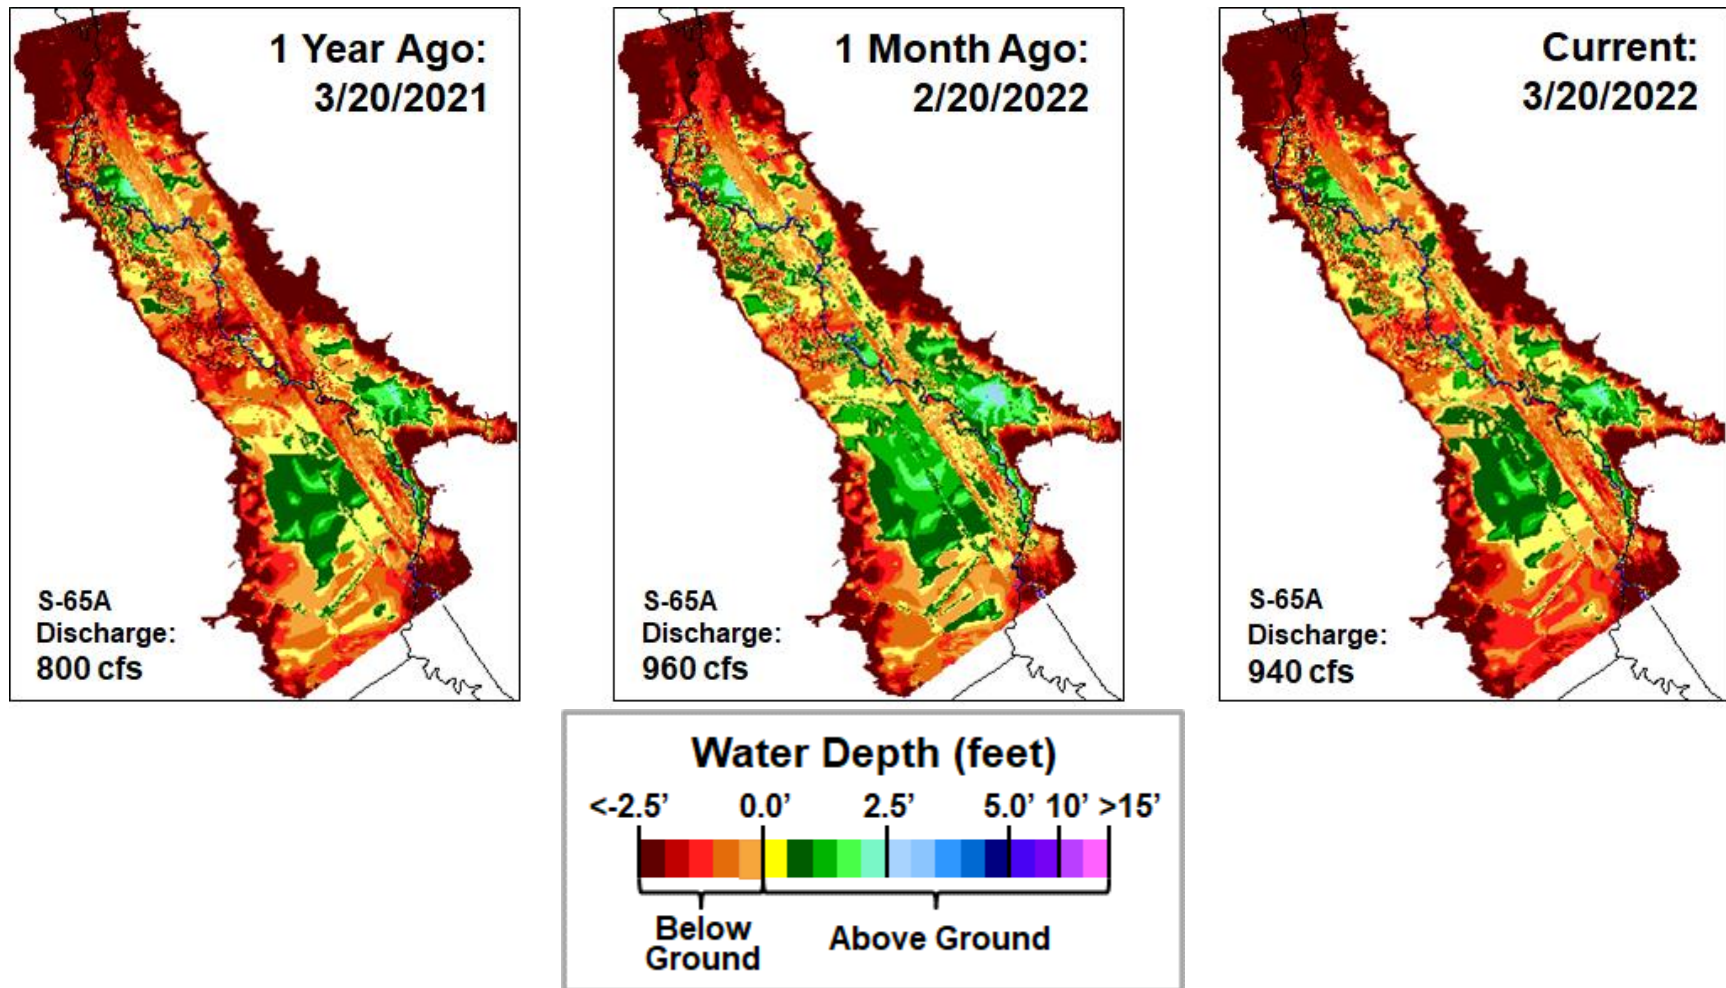 1 Year Ago:
3/20/2021
S-65A
Discharge:
800 cfs
1 Month Ago:
2/20/2022
S-65A
Discharge:
960 cfs
Current:
3/20/2022
S-65A
Discharge:
940 cfs
Water Depth (feet)
<-2.5’ 0.0’ 2.5’ 5.0’ 10’ >15’
Below
Ground
Above Ground